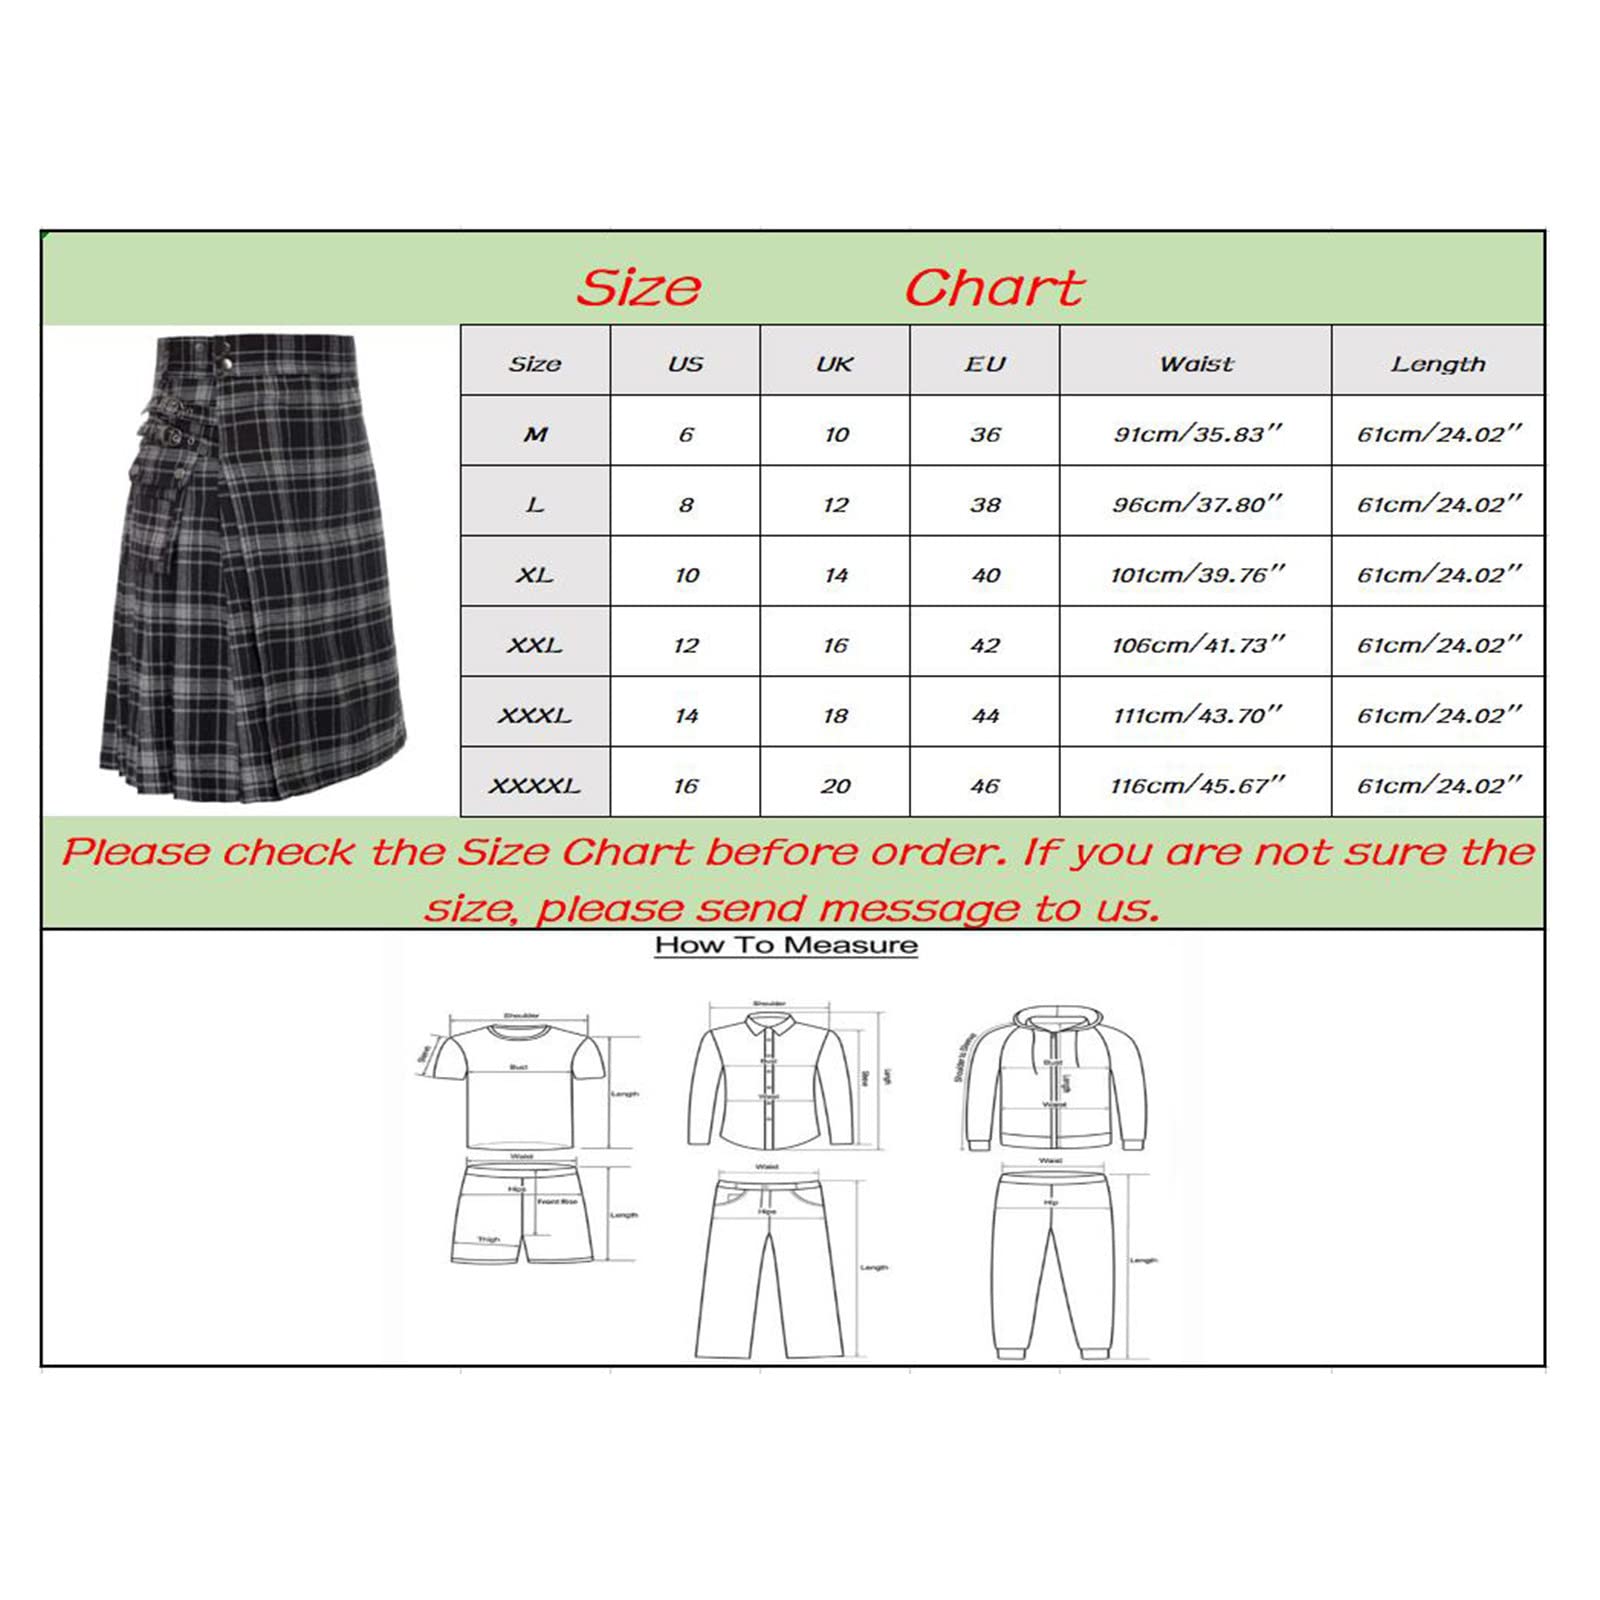 Size Chart
Size US UK EU Waist Length
M 6 10 36 91cm/35.83″ 61cm/24.02″
L 8 12 38 96cm/37.80″ 61cm/24.02″
XL 10 14 40 101cm/39.76″ 61cm/24.02″
XXL 12 16 42 106cm/41.73″ 61cm/24.02″
XXXL 14 18 44 111cm/43.70″ 61cm/24.02″
XXXXL 16 20 46 116cm/45.67″ 61cm/24.02″
Please check the Size Chart before order. If you are not sure the
size, please send message to us.
How To Measure
Shoulder
Bust
Length
Waist
Hips
Front Rise
Thigh
Length
Shoulder
Bust
Waist
Length
Waist
Hips
Length
Shoulder to Sleeve
Bust
Length
Waist
Waist
Hip
Length